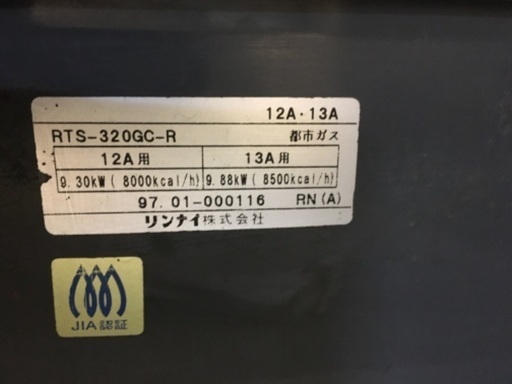 12A・13A
RTS-320GC-R 都市ガス
12A用 13A用
9.30kW( 8000kcal/h) 9.88kW( 8500kcal/h)
97.01-000116 RN(A)
リンナイ株式会社
JIA認証